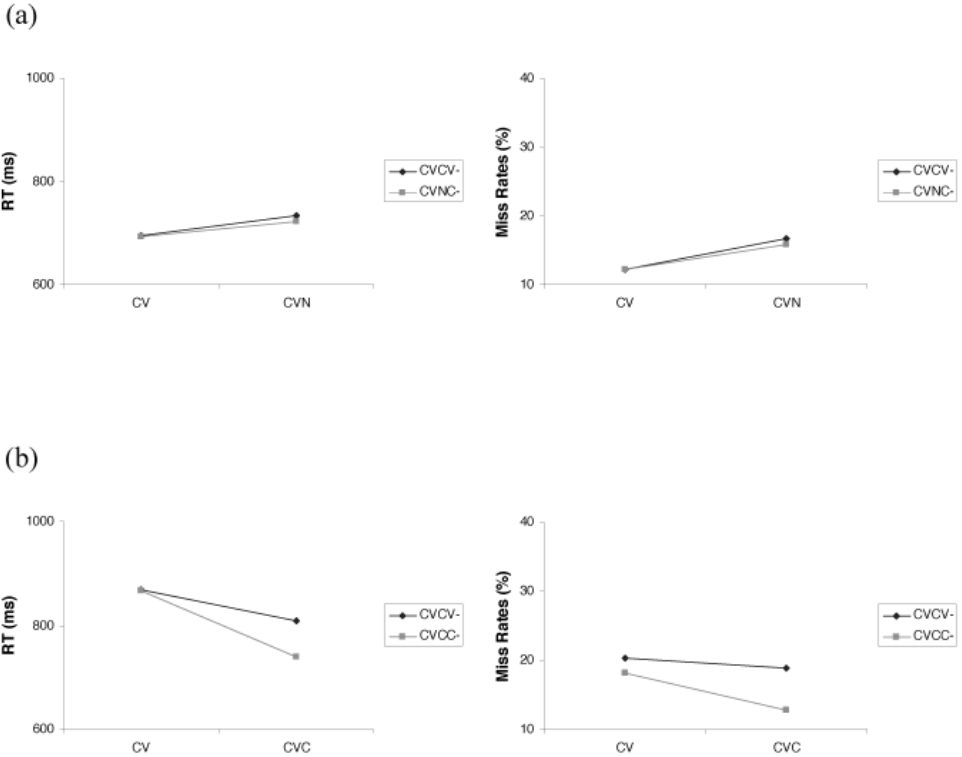 (a)
1000
800
600
RT (ms)
CV
CVN
CVCV-
CVNC-
40
30
20
10
Miss Rates (%)
CV
CVN
CVCV-
CVNC-
(b)
1000
800
600
RT (ms)
CV
CVC
CVCV-
CVCC-
40
30
20
10
Miss Rates (%)
CV
CVC
CVCV-
CVCC-